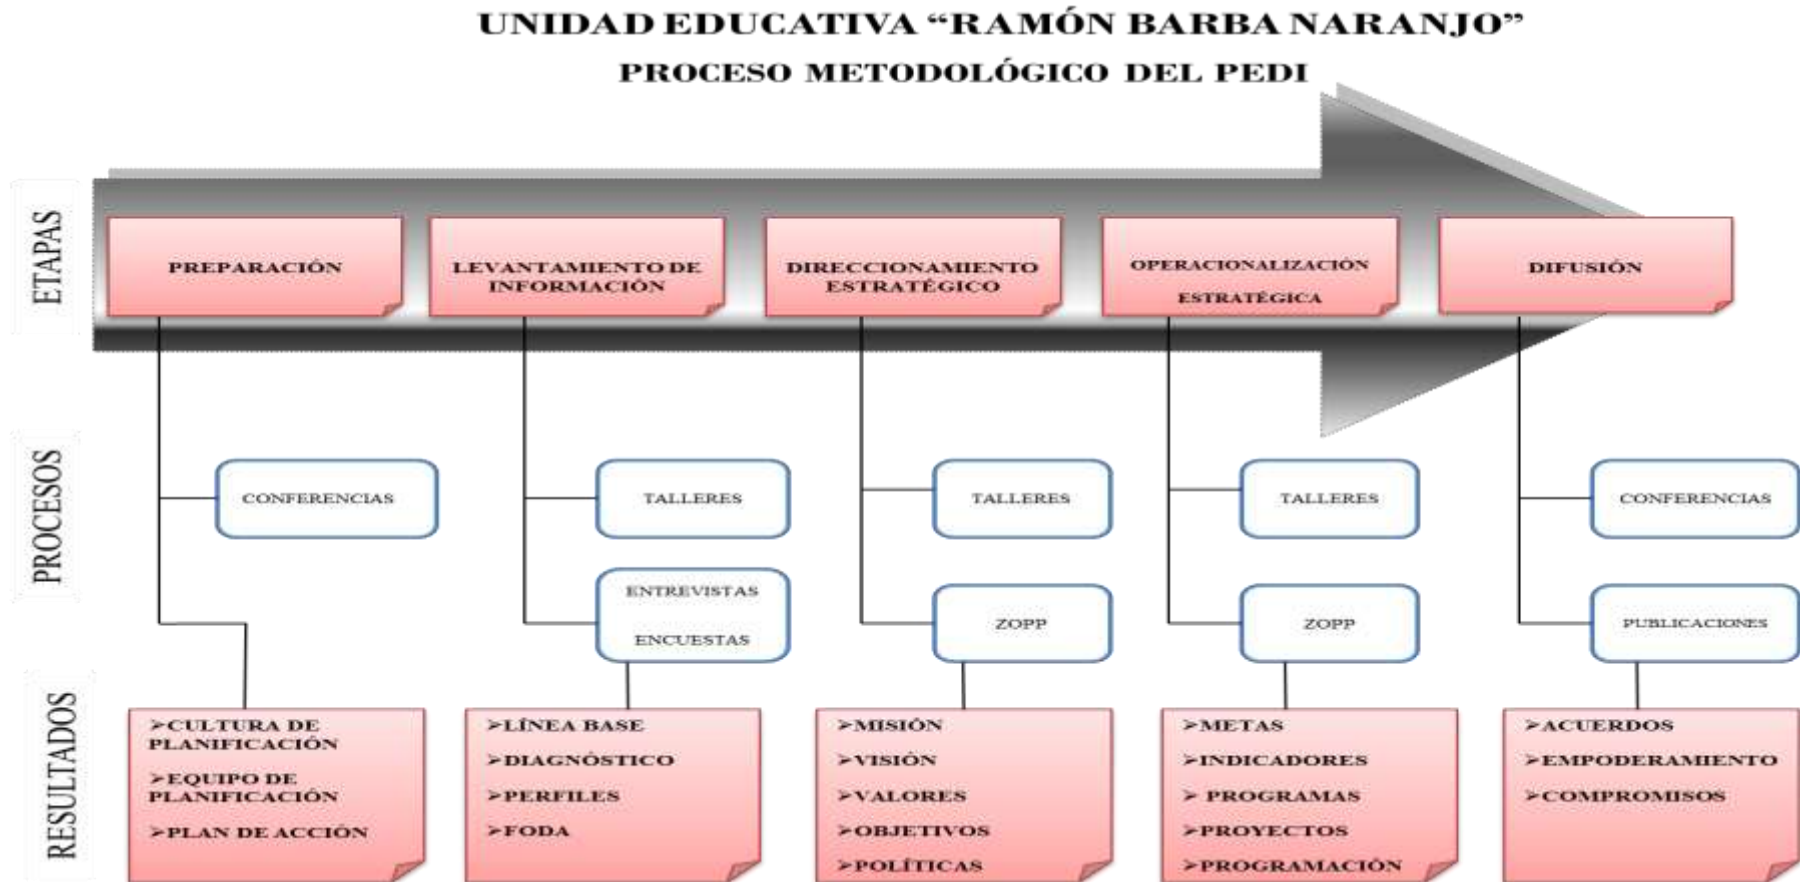 UNIDAD EDUCATIVA “RAMÓN BARBA NARANJO”
PROCESO METODOLÓGICO DEL PEDI
ETAPAS
PREPARACIÓN
LEVANTAMIENTO DE
INFORMACIÓN
DIRECCIONAMIENTO
ESTRATÉGICO
OPERACIONALIZACIÓN
ESTRATÉGICA
DIFUSIÓN
PROCESOS
CONFERENCIAS
TALLERES
TALLERES
TALLERES
CONFERENCIAS
ENTREVISTAS
ENCUESTAS
ZOPP
ZOPP
PUBLICACIONES
RESULTADOS
➢CULTURA DE
PLANIFICACIÓN
➢EQUIPO DE
PLANIFICACIÓN
➢PLAN DE ACCIÓN
➢LÍNEA BASE
➢DIAGNÓSTICO
➢PERFILES
➢FODA
➢MISIÓN
➢VISIÓN
➢VALORES
➢OBJETIVOS
➢POLÍTICAS
➢METAS
➢INDICADORES
➢ PROGRAMAS
➢PROYECTOS
➢PROGRAMACIÓN
➢ACUERDOS
➢EMPODERAMIENTO
➢COMPROMISOS